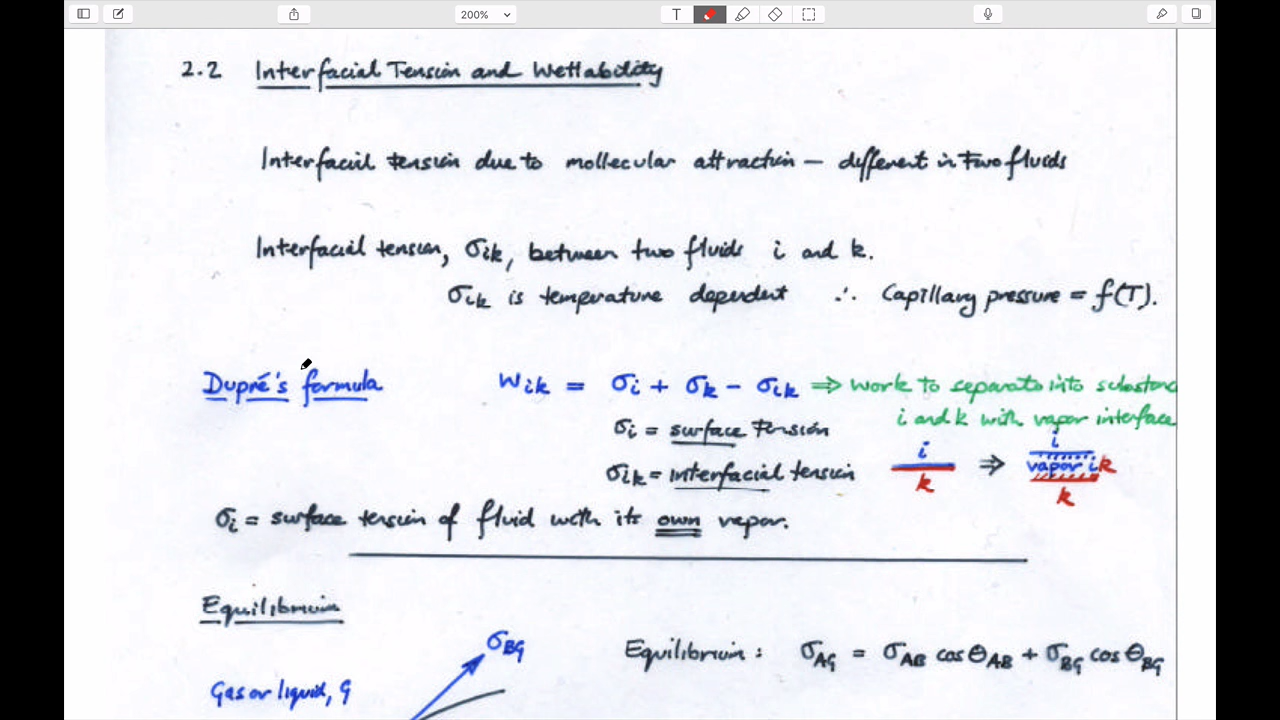 200%
T
2.2 Interfacial Tension and Wettability
Interfacial tension due to mollecular attraction – different in two fluids
Interfacial tension, σik, between two fluids i and k.
σik is temperature dependent ∴ Capillary pressure = f(T).
Dupré's formula Wik = σi + σk - σik ⇒ Work to separate into substanc
i and k with vapor interface
σi = surface tension
σik = interfacial tension
i
k
⇒
i
vapor ik
k
σi = surface tension of fluid with its own vapor.
Equilibrium
σBG
Equilibrium: σAG = σAB cos θAB + σBG cos θBG
Gas or liquid, G